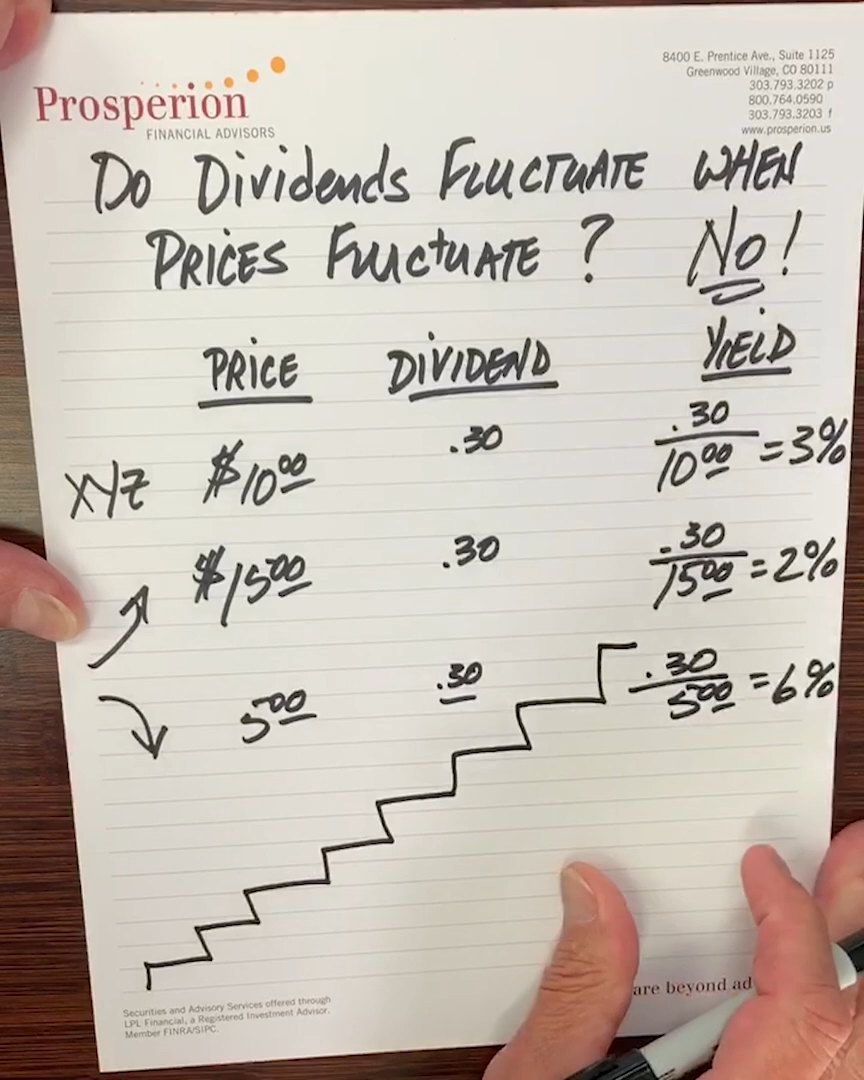 Prosperion
FINANCIAL ADVISORS
8400 E. Prentice Ave., Suite 1125
Greenwood Village, CO 80111
303.793.3202 p
800.764.0590
303.793.3203 f
www.prosperion.us
Do Dividends FLUCTUATE WHEN
PRICES FLUCTUATE ? No!
PRICE DIVIDEND YIELD
XYZ $10.00 .30 .30/10.00 = 3%
$15.00 .30 .30/15.00 = 2%
5.00 .30 .30/5.00 = 6%
are beyond ad
Securities and Advisory Services offered through
LPL Financial, a Registered Investment Advisor.
Member FINRA/SIPC.